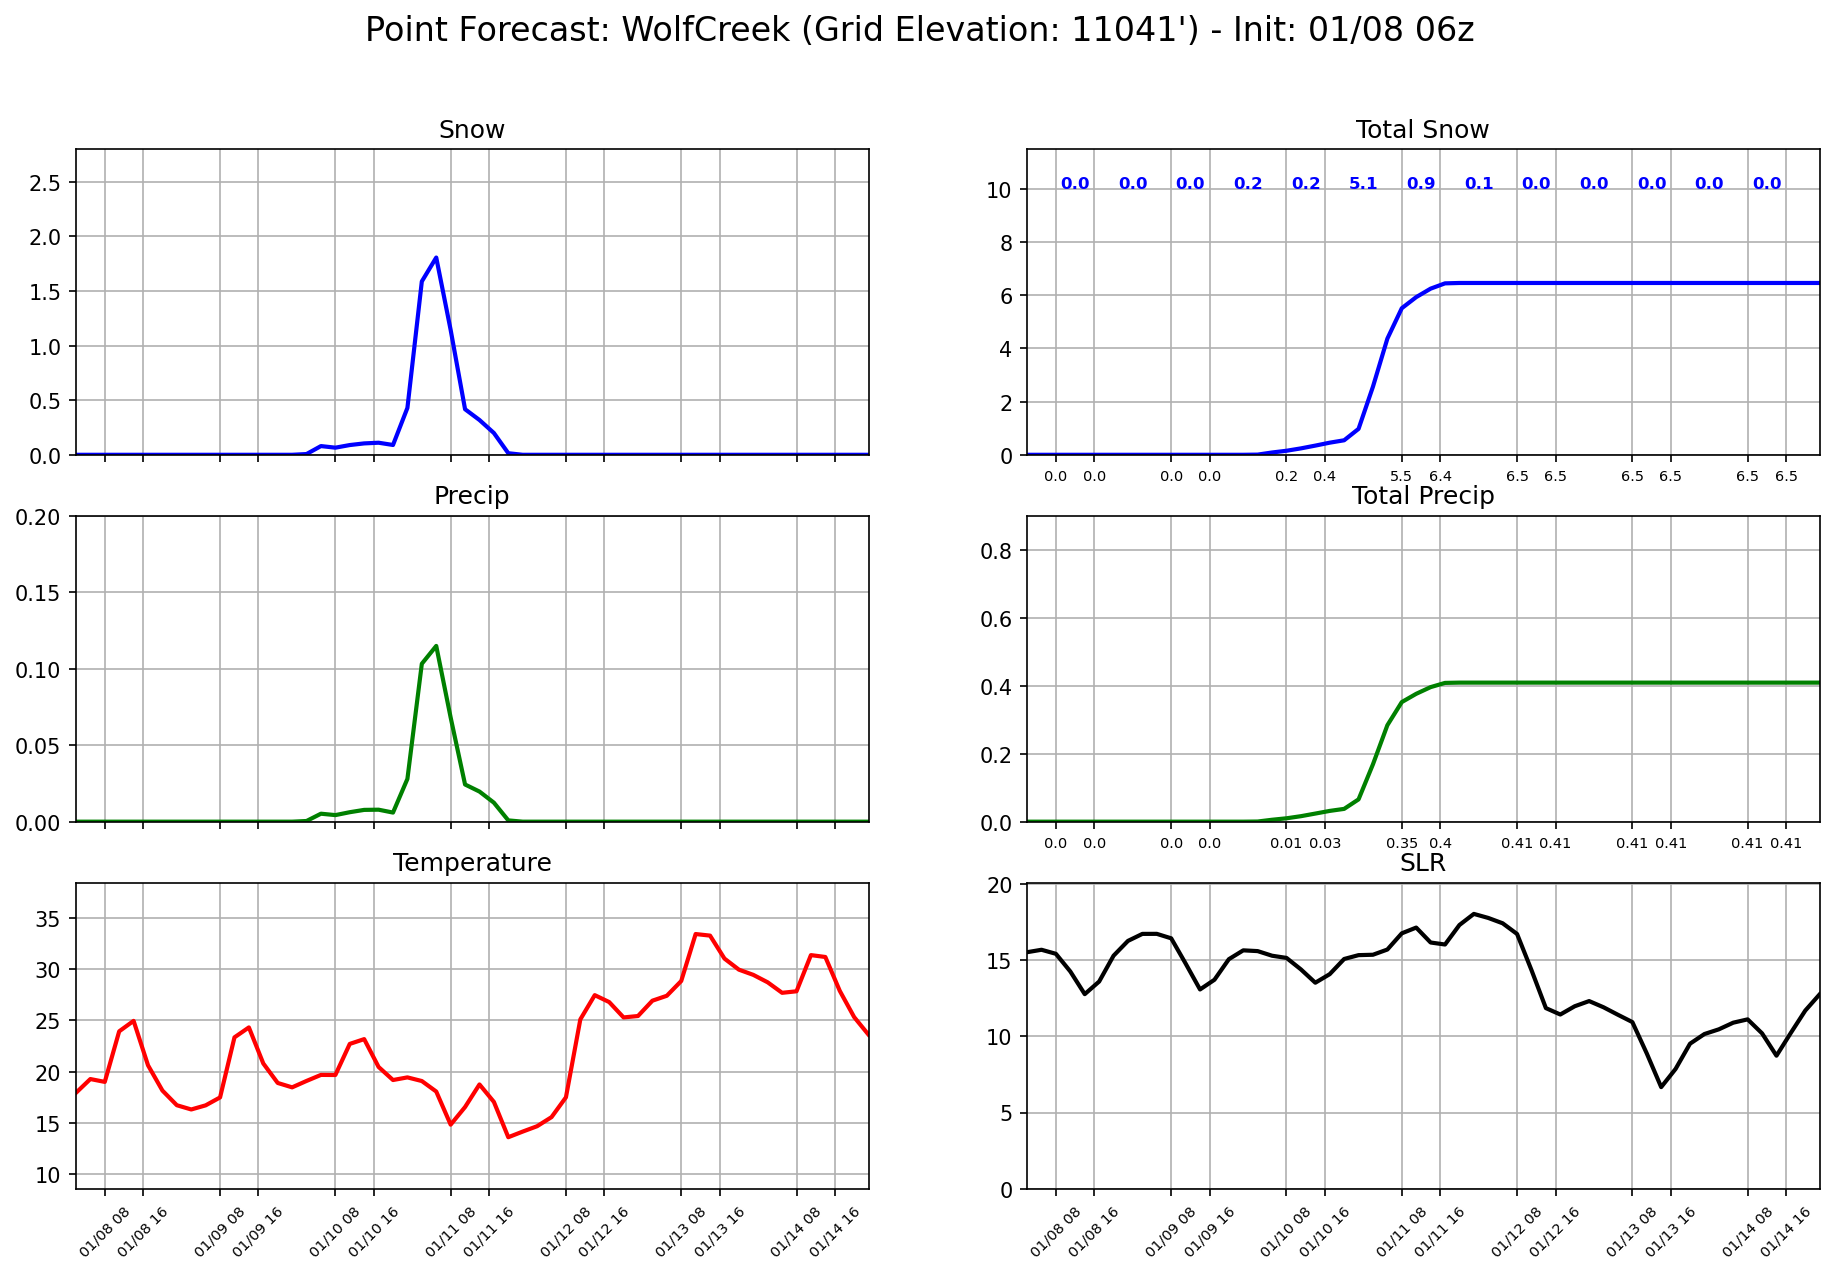 Point Forecast: WolfCreek (Grid Elevation: 11041') - Init: 01/08 06z
Snow
2.5
2.0
1.5
1.0
0.5
0.0
Total Snow
0.0 0.0 0.0 0.2 0.2 5.1 0.9 0.1 0.0 0.0 0.0 0.0 0.0
10
8
6
4
2
0
0.0 0.0 0.0 0.0 0.2 0.4 5.5 6.4 6.5 6.5 6.5 6.5 6.5 6.5
Precip
0.20
0.15
0.10
0.05
0.00
Total Precip
0.8
0.6
0.4
0.2
0.0
0.0 0.0 0.0 0.0 0.01 0.03 0.35 0.4 0.41 0.41 0.41 0.41 0.41 0.41
Temperature
35
30
25
20
15
10
01/08 08 01/08 16 01/09 08 01/09 16 01/10 08 01/10 16 01/11 08 01/11 16 01/12 08 01/12 16 01/13 08 01/13 16 01/14 08 01/14 16
SLR
20
15
10
5
0
01/08 08 01/08 16 01/09 08 01/09 16 01/10 08 01/10 16 01/11 08 01/11 16 01/12 08 01/12 16 01/13 08 01/13 16 01/14 08 01/14 16